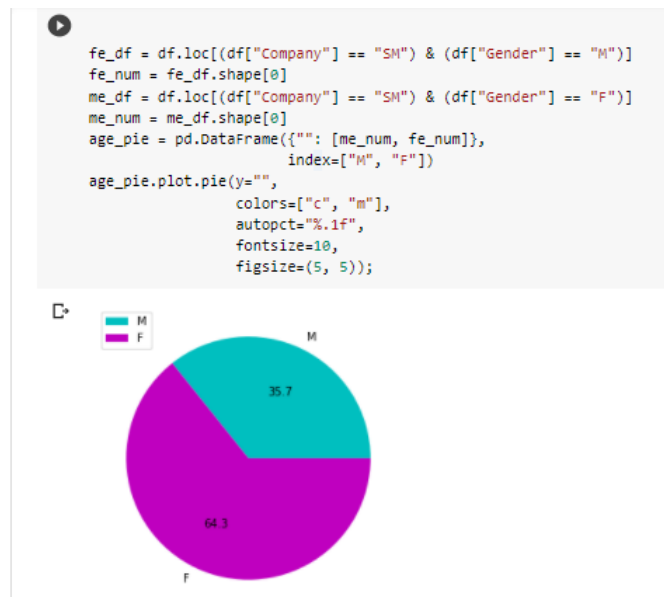 fe_df = df.loc[(df["Company"] == "SM") & (df["Gender"] == "M")]
fe_num = fe_df.shape[0]
me_df = df.loc[(df["Company"] == "SM") & (df["Gender"] == "F")]
me_num = me_df.shape[0]
age_pie = pd.DataFrame({"": [me_num, fe_num]},
index=["M", "F"])
age_pie.plot.pie(y="",
colors=["c", "m"],
autopct="%.1f",
fontsize=10,
figsize=(5, 5));
M
F
M
35.7
64.3
F